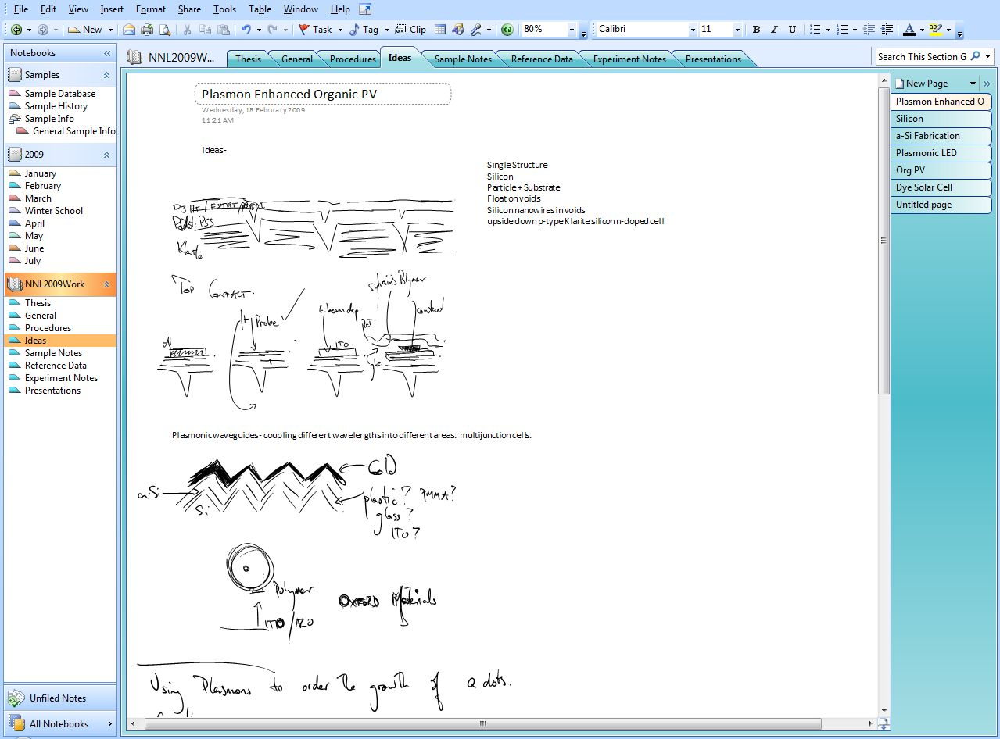 File Edit View Insert Format Share Tools Table Window Help
New Task Tag Clip 80% Calibri 11 B I U A ab
Notebooks «
Samples
Sample Database
Sample History
Sample Info
General Sample Info
2009
January
February
March
Winter School
April
May
June
July
NNL2009Work
Thesis
General
Procedures
Ideas
Sample Notes
Reference Data
Experiment Notes
Presentations
Unfiled Notes
All Notebooks
NNL2009W... Thesis General Procedures Ideas Sample Notes Reference Data Experiment Notes Presentations
Search This Section G
Plasmon Enhanced Organic PV
Wednesday, 18 February 2009
11:21 AM
ideas-
Single Structure
Silicon
Particle + Substrate
Float on voids
Silicon nanowires in voids
upside down p-type Klarite silicon n-doped cell
P3HT /
PSS
Klarite
TOP CONTACT.
Al
Probe
Ebeam dep
ITO
Polymer
PET
contact
glue
Plasmonic waveguides- coupling different wavelengths into different areas: multijunction cells.
Gold
a:Si
Si
plastic? PMMA?
glass?
ITO?
Polymer
ITO/AZO
OXFORD Materials
Using Plasmons to order the growth of Q dots.
New Page »
Plasmon Enhanced O
Silicon
a-Si Fabrication
Plasmonic LED
Org PV
Dye Solar Cell
Untitled page